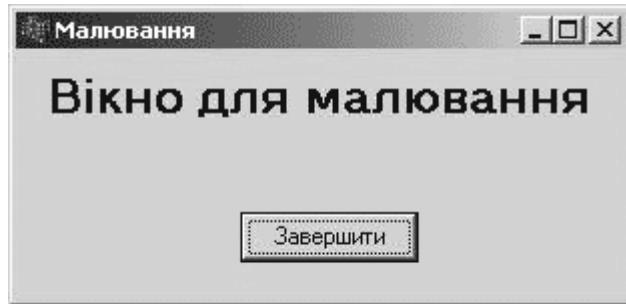 Малювання
Вікно для малювання
Завершити